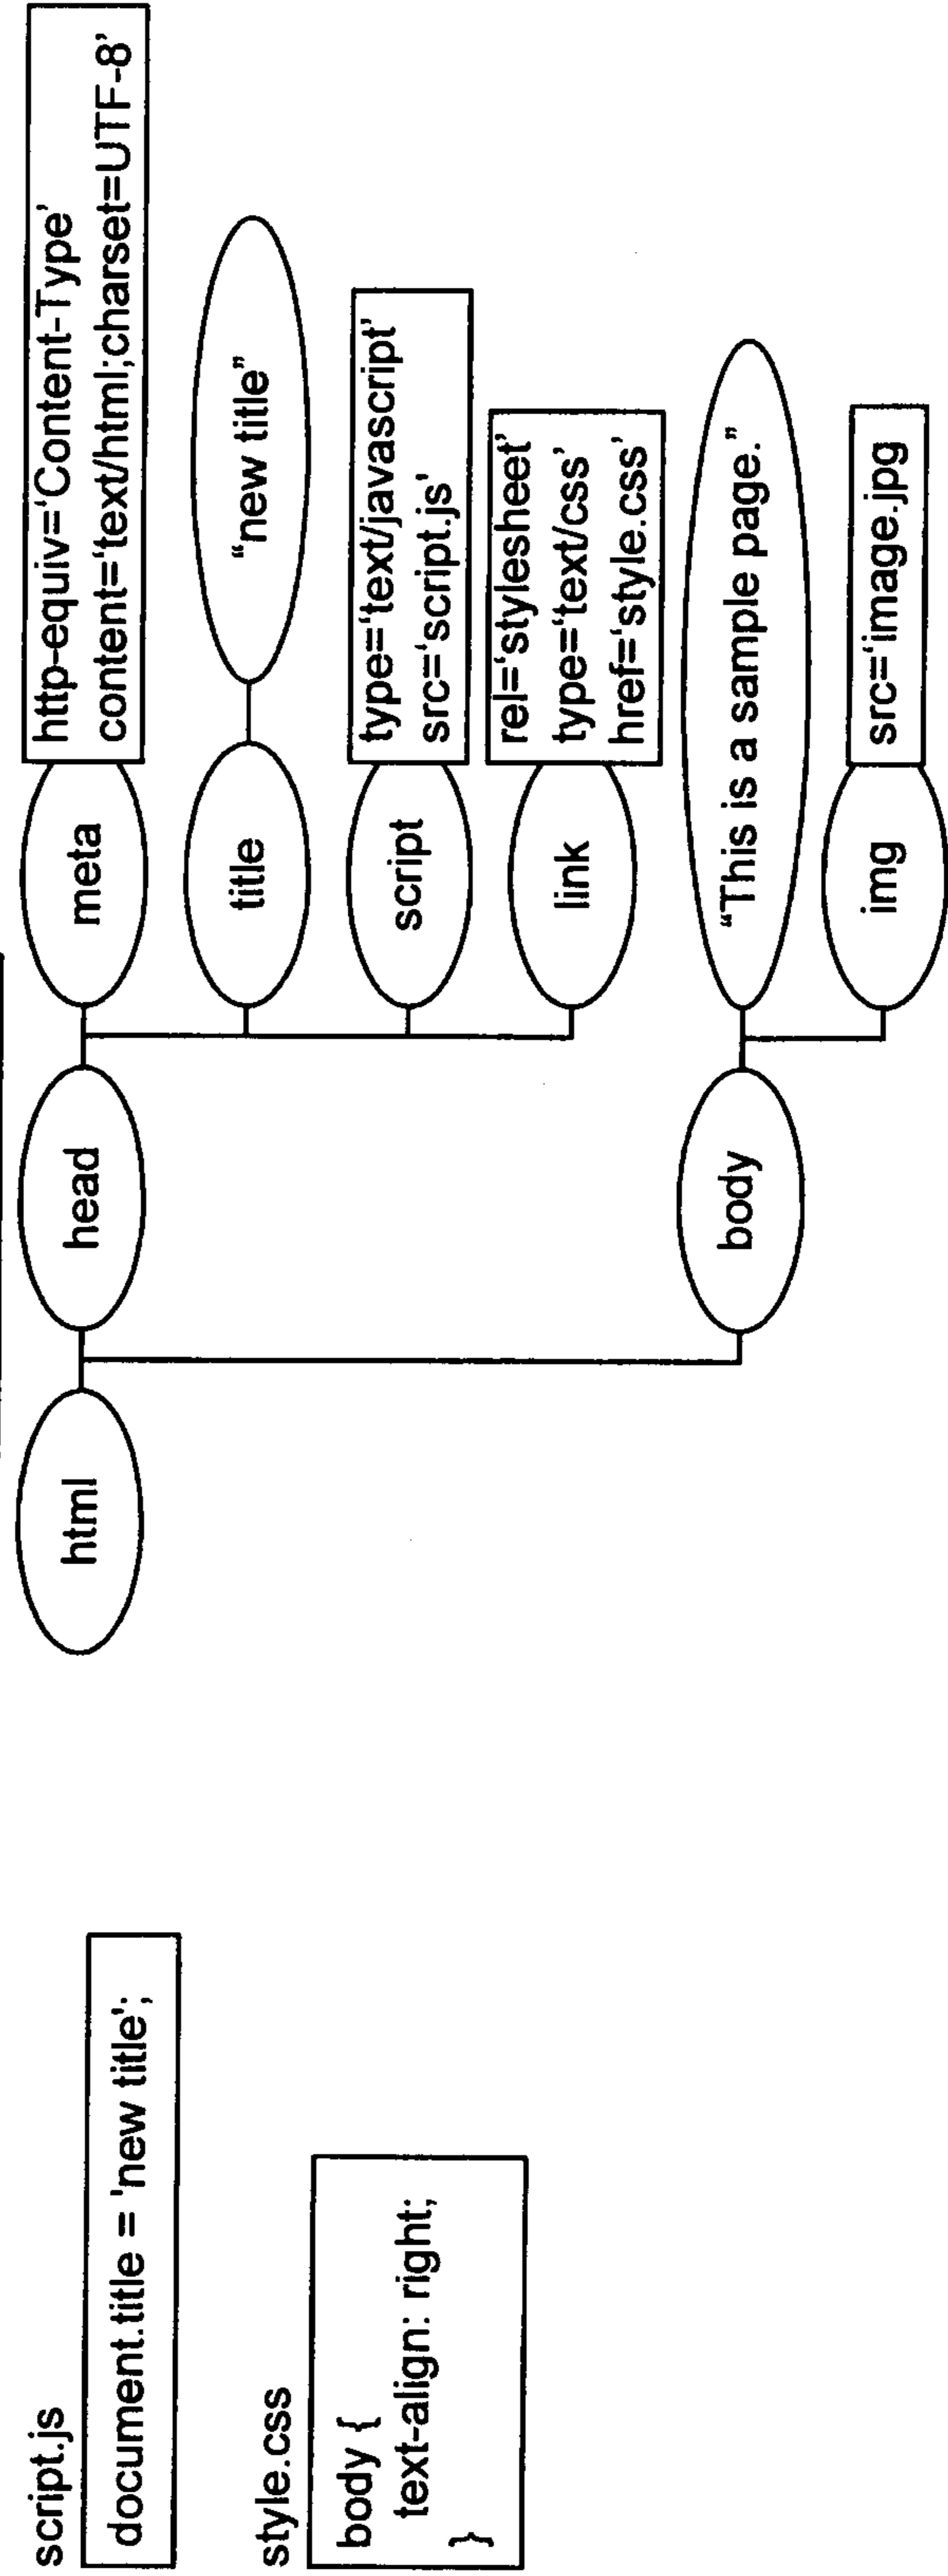 script.js
document.title = 'new title';
style.css
body {
text-align: right;
}
html
head
meta
http-equiv=‘Content-Type’
content=‘text/html;charset=UTF-8’
title
“new title”
script
type=‘text/javascript’
src=‘script.js’
link
rel=‘stylesheet’
type=‘text/css’
href=‘style.css’
body
“This is a sample page.”
img
src=‘image.jpg